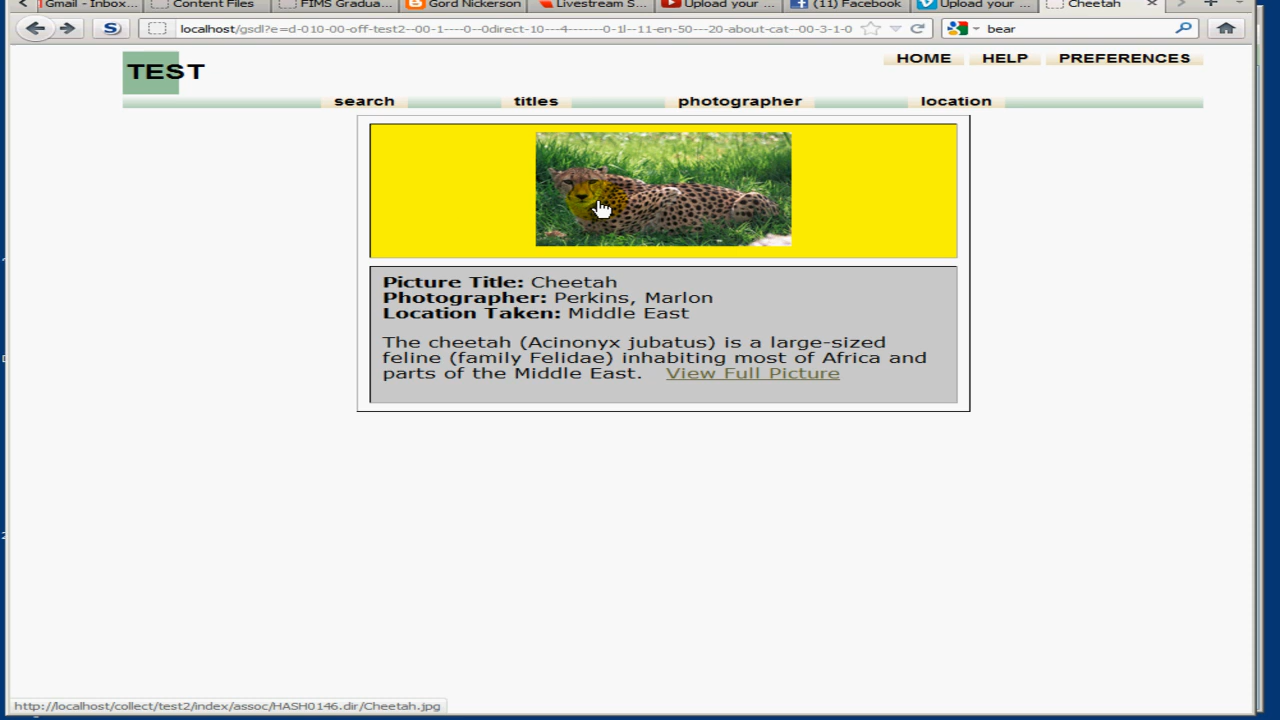 Gmail - Inbox... Content Files FIMS Gradua... Gord Nickerson Livestream S... Upload your ... (11) Facebook Upload your ... Cheetah
localhost/gsdl?e=d-010-00-off-test2--00-1----0--0direct-10---4-------0-1l--11-en-50---20-about-cat--00-3-1-0 bear
TEST
HOME HELP PREFERENCES
search titles photographer location
Picture Title: Cheetah
Photographer: Perkins, Marlon
Location Taken: Middle East
The cheetah (Acinonyx jubatus) is a large-sized
feline (family Felidae) inhabiting most of Africa and
parts of the Middle East. View Full Picture
http://localhost/collect/test2/index/assoc/HASH0146.dir/Cheetah.jpg